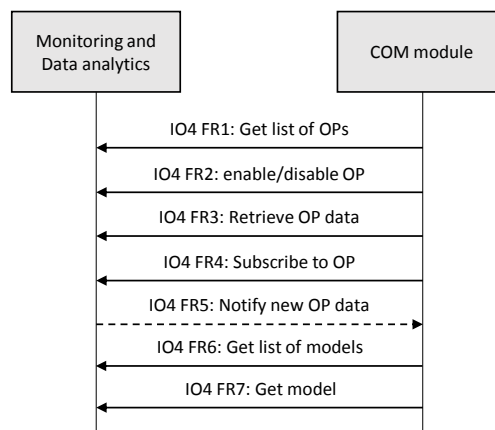 Monitoring and
Data analytics
COM module
IO4 FR1: Get list of OPs
IO4 FR2: enable/disable OP
IO4 FR3: Retrieve OP data
IO4 FR4: Subscribe to OP
IO4 FR5: Notify new OP data
IO4 FR6: Get list of models
IO4 FR7: Get model